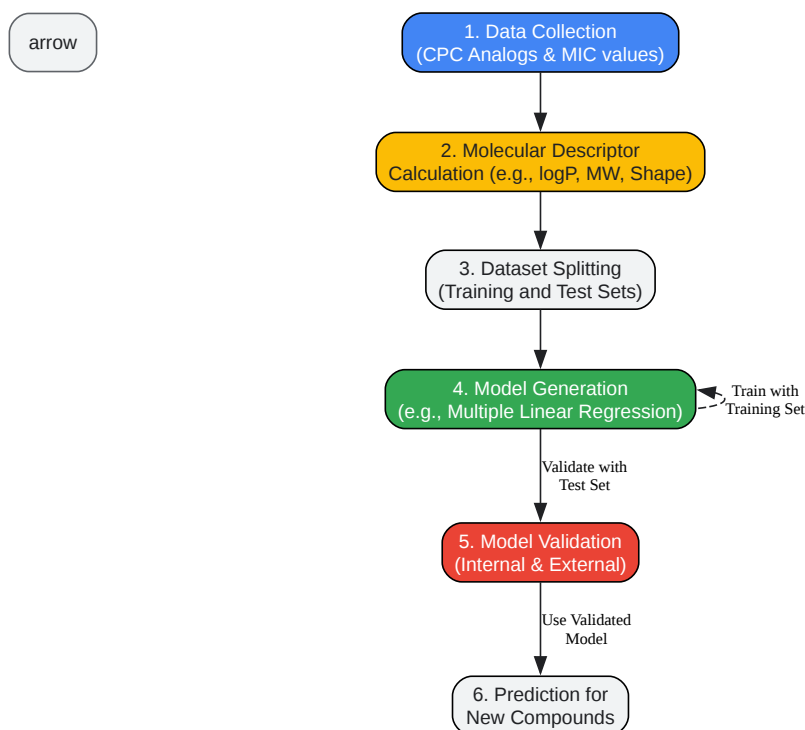 arrow
1. Data Collection
(CPC Analogs & MIC values)
2. Molecular Descriptor
Calculation (e.g., logP, MW, Shape)
3. Dataset Splitting
(Training and Test Sets)
4. Model Generation
(e.g., Multiple Linear Regression)
Train with
Training Set
Validate with
Test Set
5. Model Validation
(Internal & External)
Use Validated
Model
6. Prediction for
New Compounds